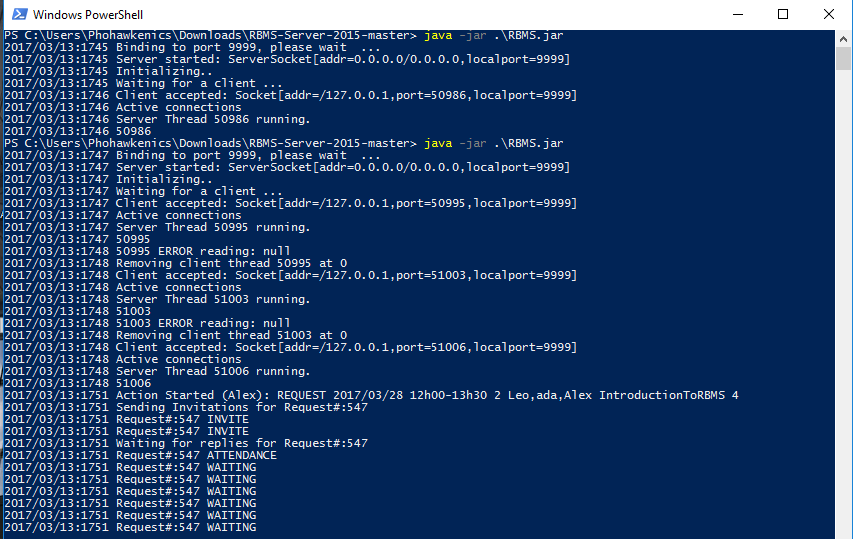 Windows PowerShell
PS C:\Users\Phohawkenics\Downloads\RBMS-Server-2015-master> java -jar .\RBMS.jar
2017/03/13:1745 Binding to port 9999, please wait  ...
2017/03/13:1745 Server started: ServerSocket[addr=0.0.0.0/0.0.0.0,localport=9999]
2017/03/13:1745 Initializing..
2017/03/13:1745 Waiting for a client ...
2017/03/13:1746 Client accepted: Socket[addr=/127.0.0.1,port=50986,localport=9999]
2017/03/13:1746 Active connections
2017/03/13:1746 Server Thread 50986 running.
2017/03/13:1746 50986
PS C:\Users\Phohawkenics\Downloads\RBMS-Server-2015-master> java -jar .\RBMS.jar
2017/03/13:1747 Binding to port 9999, please wait  ...
2017/03/13:1747 Server started: ServerSocket[addr=0.0.0.0/0.0.0.0,localport=9999]
2017/03/13:1747 Initializing..
2017/03/13:1747 Waiting for a client ...
2017/03/13:1747 Client accepted: Socket[addr=/127.0.0.1,port=50995,localport=9999]
2017/03/13:1747 Active connections
2017/03/13:1747 Server Thread 50995 running.
2017/03/13:1747 50995
2017/03/13:1748 50995 ERROR reading: null
2017/03/13:1748 Removing client thread 50995 at 0
2017/03/13:1748 Client accepted: Socket[addr=/127.0.0.1,port=51003,localport=9999]
2017/03/13:1748 Active connections
2017/03/13:1748 Server Thread 51003 running.
2017/03/13:1748 51003
2017/03/13:1748 51003 ERROR reading: null
2017/03/13:1748 Removing client thread 51003 at 0
2017/03/13:1748 Client accepted: Socket[addr=/127.0.0.1,port=51006,localport=9999]
2017/03/13:1748 Active connections
2017/03/13:1748 Server Thread 51006 running.
2017/03/13:1748 51006
2017/03/13:1751 Action Started (Alex): REQUEST 2017/03/28 12h00-13h30 2 Leo,ada,Alex IntroductionToRBMS 4
2017/03/13:1751 Sending Invitations for Request#:547
2017/03/13:1751 Request#:547 INVITE
2017/03/13:1751 Request#:547 INVITE
2017/03/13:1751 Waiting for replies for Request#:547
2017/03/13:1751 Request#:547 ATTENDANCE
2017/03/13:1751 Request#:547 WAITING
2017/03/13:1751 Request#:547 WAITING
2017/03/13:1751 Request#:547 WAITING
2017/03/13:1751 Request#:547 WAITING
2017/03/13:1751 Request#:547 WAITING
2017/03/13:1751 Request#:547 WAITING